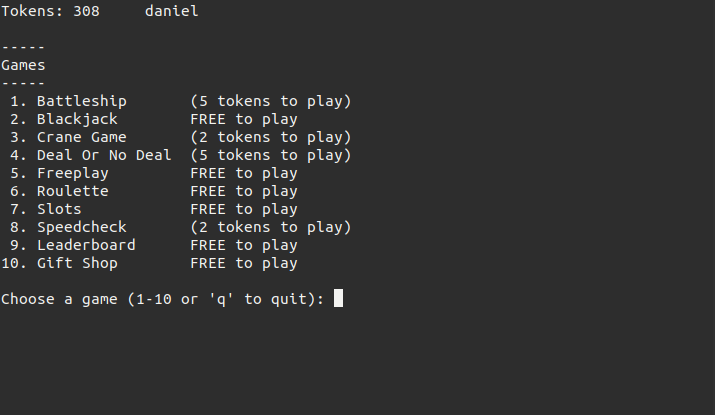 Tokens: 308     daniel
-----
Games
-----
 1. Battleship       (5 tokens to play)
 2. Blackjack        FREE to play
 3. Crane Game       (2 tokens to play)
 4. Deal Or No Deal  (5 tokens to play)
 5. Freeplay         FREE to play
 6. Roulette         FREE to play
 7. Slots            FREE to play
 8. Speedcheck       (2 tokens to play)
 9. Leaderboard      FREE to play
10. Gift Shop        FREE to play
Choose a game (1-10 or 'q' to quit):